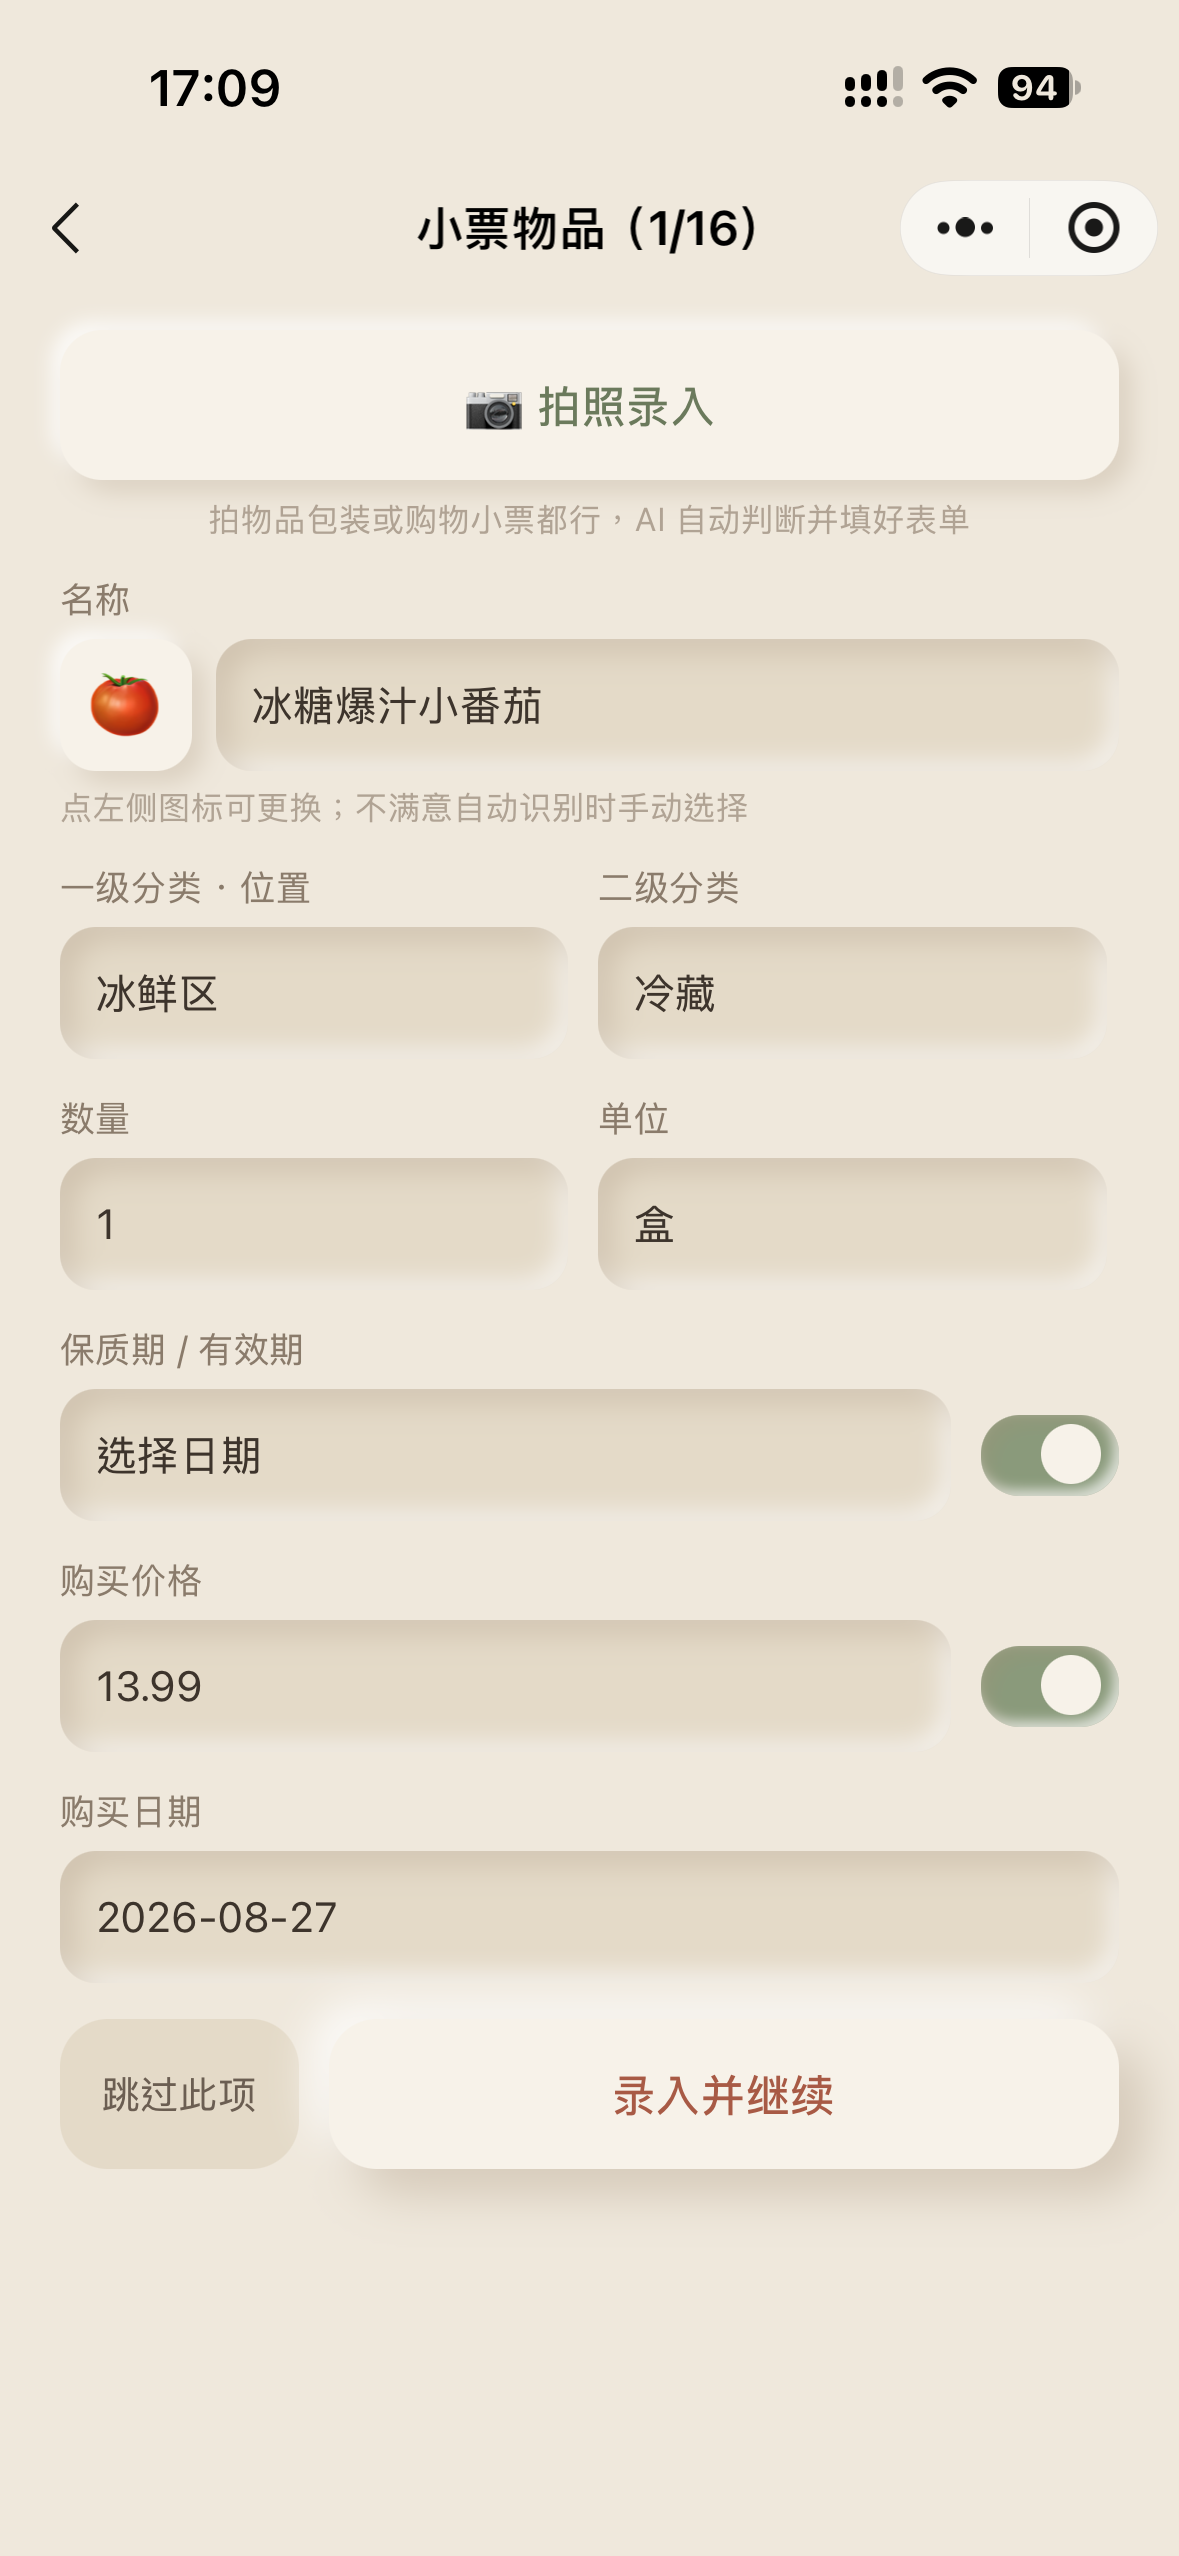 17:09
94
小票物品（1/16）
拍照录入
拍物品包装或购物小票都行，AI 自动判断并填好表单
名称
冰糖爆汁小番茄
点左侧图标可更换；不满意自动识别时手动选择
一级分类 · 位置
二级分类
冰鲜区
冷藏
数量
单位
1
盒
保质期 / 有效期
选择日期
购买价格
13.99
购买日期
2026-08-27
跳过此项
录入并继续